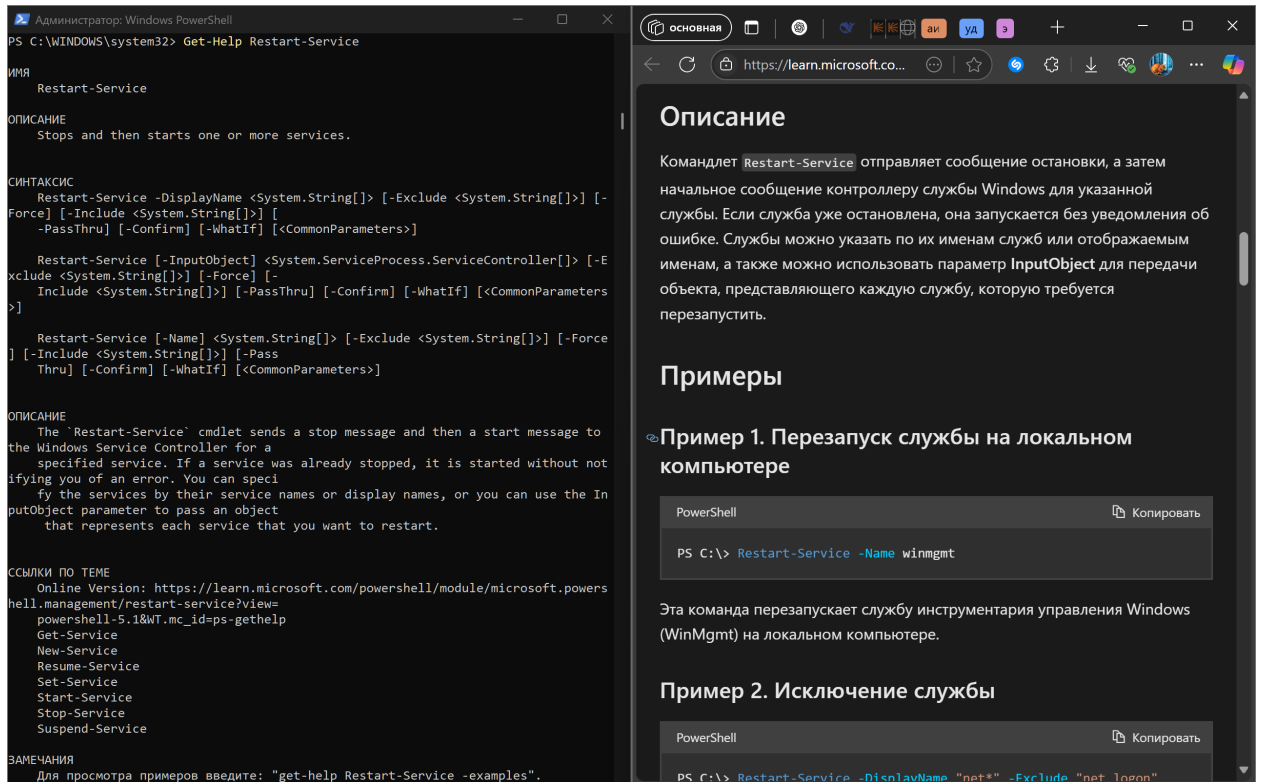 Администратор: Windows PowerShell
PS C:\WINDOWS\system32> Get-Help Restart-Service
ИМЯ
Restart-Service
ОПИСАНИЕ
Stops and then starts one or more services.
СИНТАКСИС
Restart-Service -DisplayName <System.String[]> [-Exclude <System.String[]>] [-
Force] [-Include <System.String[]>] [
-PassThru] [-Confirm] [-WhatIf] [<CommonParameters>]
Restart-Service [-InputObject] <System.ServiceProcess.ServiceController[]> [-E
xclude <System.String[]>] [-Force] [-
Include <System.String[]>] [-PassThru] [-Confirm] [-WhatIf] [<CommonParameters
>]
Restart-Service [-Name] <System.String[]> [-Exclude <System.String[]>] [-Force
] [-Include <System.String[]>] [-Pass
Thru] [-Confirm] [-WhatIf] [<CommonParameters>]
ОПИСАНИЕ
The `Restart-Service` cmdlet sends a stop message and then a start message to
the Windows Service Controller for a
specified service. If a service was already stopped, it is started without not
ifying you of an error. You can speci
fy the services by their service names or display names, or you can use the In
putObject parameter to pass an object
that represents each service that you want to restart.
ССЫЛКИ ПО ТЕМЕ
Online Version: https://learn.microsoft.com/powershell/module/microsoft.powers
hell.management/restart-service?view=
powershell-5.1&WT.mc_id=ps-gethelp
Get-Service
New-Service
Resume-Service
Set-Service
Start-Service
Stop-Service
Suspend-Service
ЗАМЕЧАНИЯ
Для просмотра примеров введите: "get-help Restart-Service -examples".
основная
аи
уд
э
https://learn.microsoft.co...
Описание
Командлет Restart-Service отправляет сообщение остановки, а затем
начальное сообщение контроллеру службы Windows для указанной
службы. Если служба уже остановлена, она запускается без уведомления об
ошибке. Службы можно указать по их именам служб или отображаемым
именам, а также можно использовать параметр InputObject для передачи
объекта, представляющего каждую службу, которую требуется
перезапустить.
Примеры
Пример 1. Перезапуск службы на локальном
компьютере
PowerShell
Копировать
PS C:\> Restart-Service -Name winmgmt
Эта команда перезапускает службу инструментария управления Windows
(WinMgmt) на локальном компьютере.
Пример 2. Исключение службы
PowerShell
Копировать
PS C:\> Restart-Service -DisplayName "net*" -Exclude "net logon"